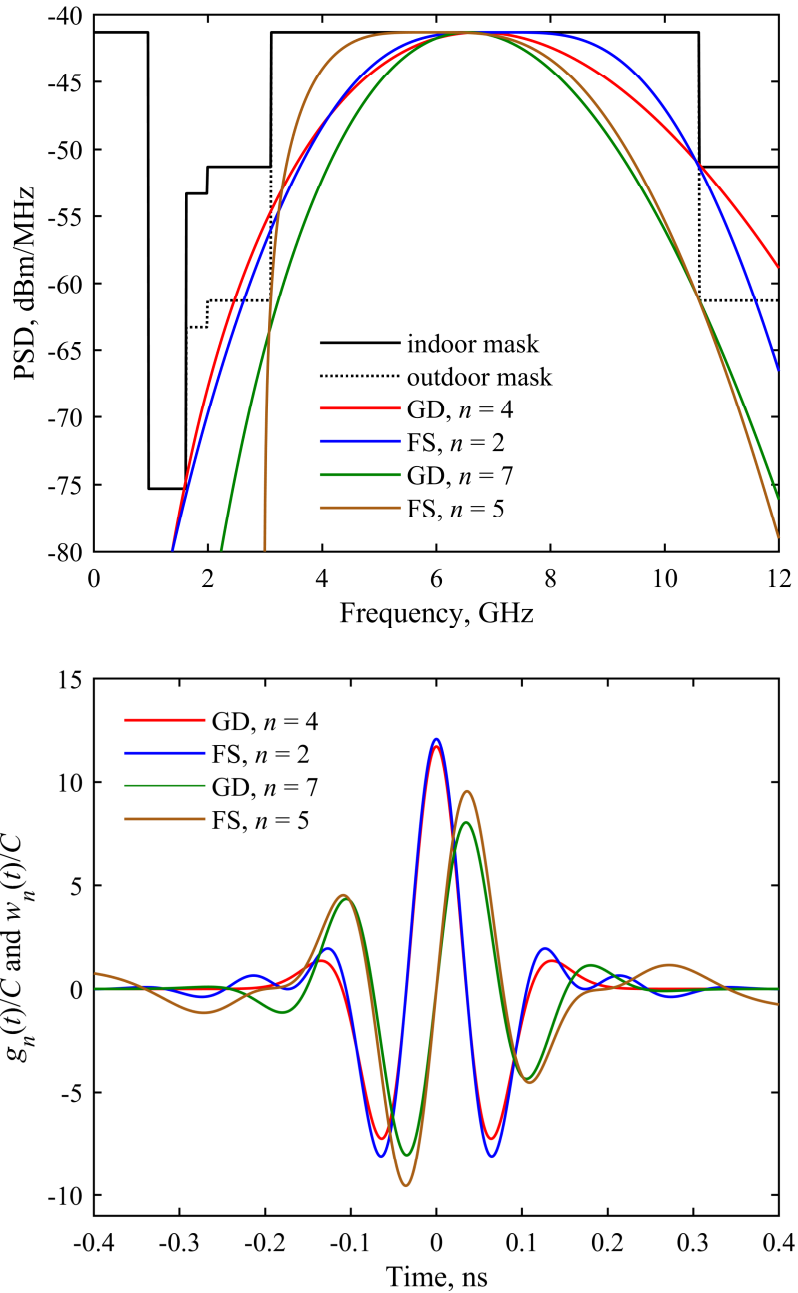 -40
-45
-50
-55
-60
-65
-70
-75
-80
PSD, dBm/MHz
indoor mask
outdoor mask
GD, n = 4
FS, n = 2
GD, n = 7
FS, n = 5
0 2 4 6 8 10 12
Frequency, GHz
15
10
5
0
-5
-10
gn(t)/C and wn(t)/C
GD, n = 4
FS, n = 2
GD, n = 7
FS, n = 5
-0.4 -0.3 -0.2 -0.1 0 0.1 0.2 0.3 0.4
Time, ns